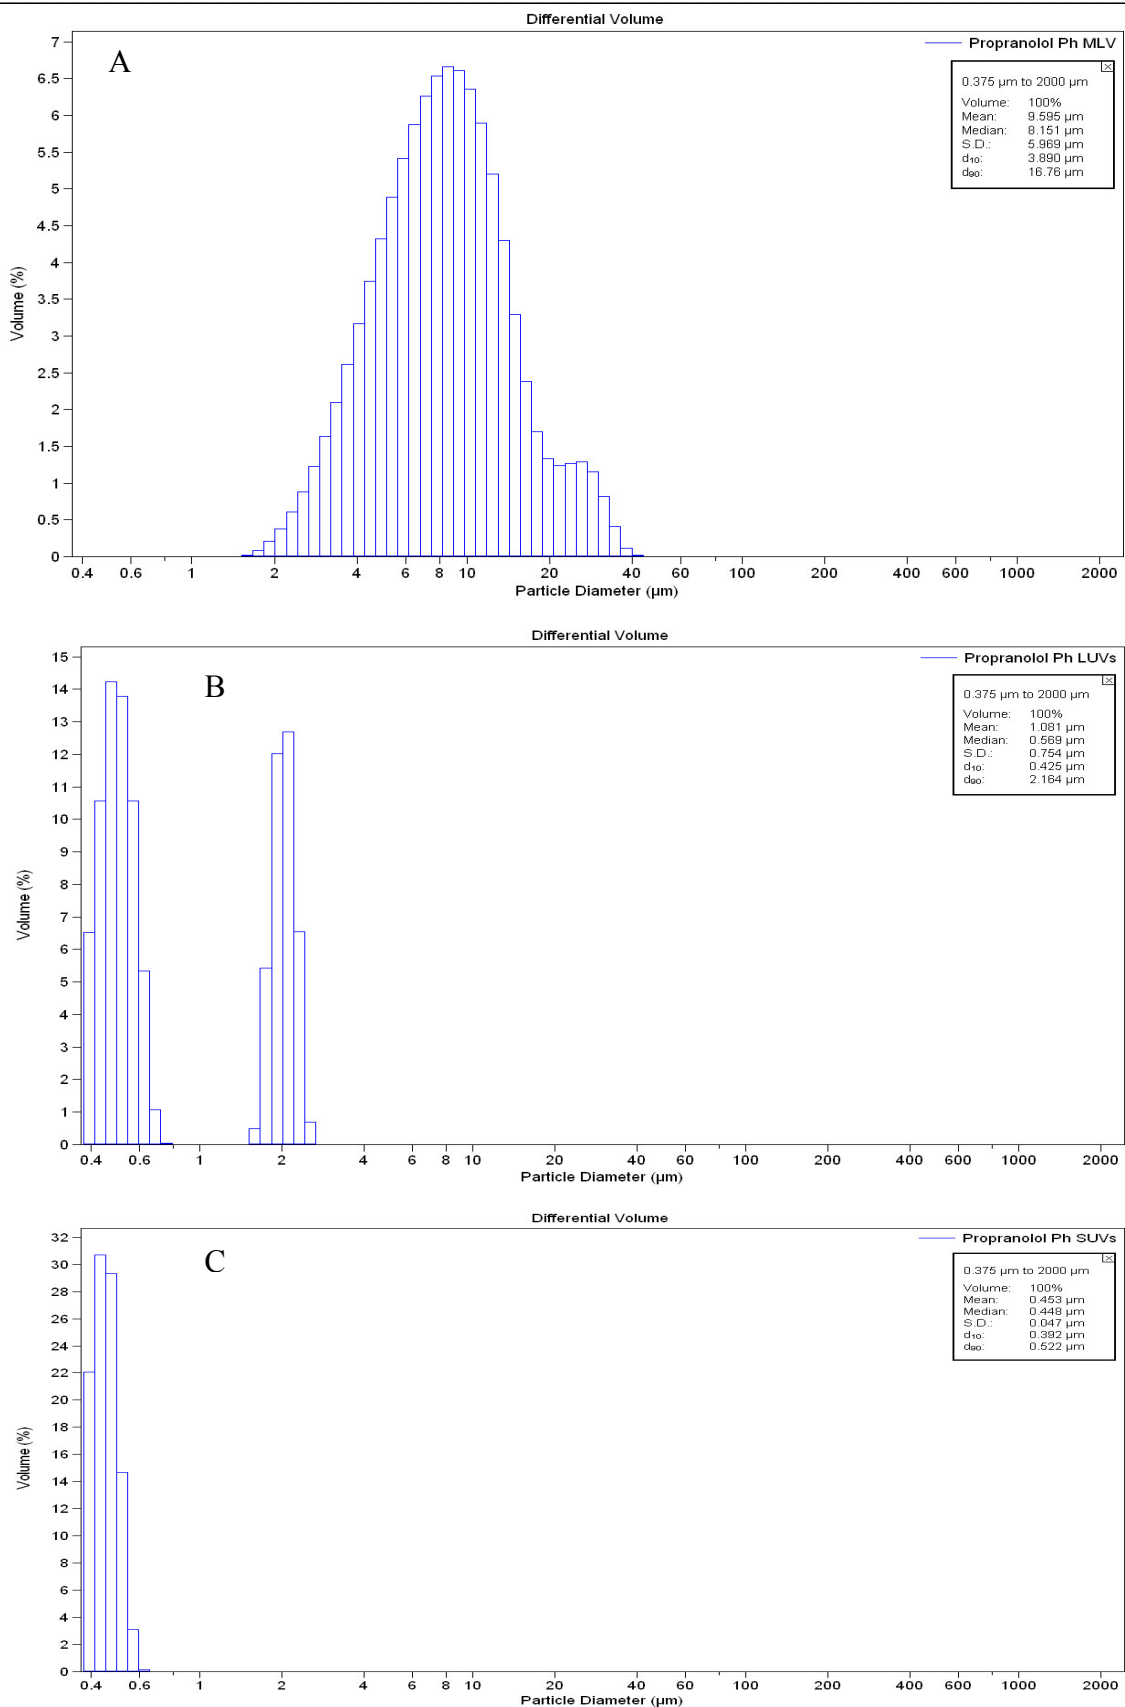 Differential Volume
A
Propranolol Ph MLV
0.375 µm to 2000 µm
Volume: 100%
Mean: 9.595 µm
Median: 8.151 µm
S.D.: 5.969 µm
d10: 3.890 µm
d90: 16.76 µm
Volume (%)
7
6.5
6
5.5
5
4.5
4
3.5
3
2.5
2
1.5
1
0.5
0
0.4 0.6 1 2 4 6 8 10 20 40 60 100 200 400 600 1000 2000
Particle Diameter (µm)
Differential Volume
B
Propranolol Ph LUVs
0.375 µm to 2000 µm
Volume: 100%
Mean: 1.081 µm
Median: 0.569 µm
S.D.: 0.754 µm
d10: 0.425 µm
d90: 2.164 µm
Volume (%)
15
14
13
12
11
10
9
8
7
6
5
4
3
2
1
0
0.4 0.6 1 2 4 6 8 10 20 40 60 100 200 400 600 1000 2000
Particle Diameter (µm)
Differential Volume
C
Propranolol Ph SUVs
0.375 µm to 2000 µm
Volume: 100%
Mean: 0.453 µm
Median: 0.448 µm
S.D.: 0.047 µm
d10: 0.392 µm
d90: 0.522 µm
Volume (%)
32
30
28
26
24
22
20
18
16
14
12
10
8
6
4
2
0
0.4 0.6 1 2 4 6 8 10 20 40 60 100 200 400 600 1000 2000
Particle Diameter (µm)